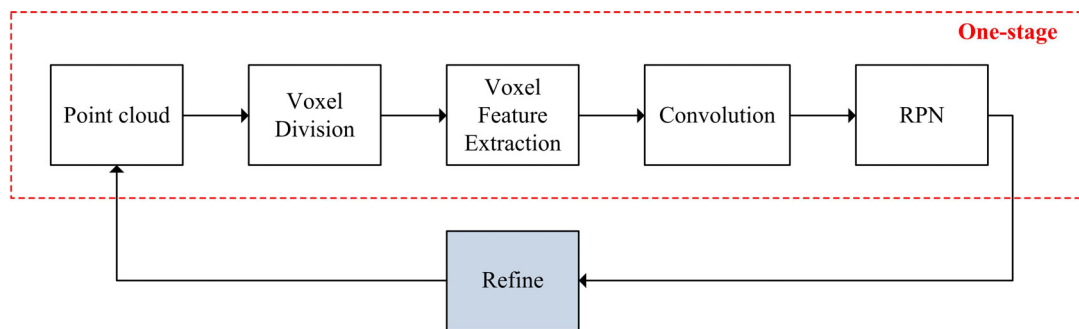 One-stage
Point cloud
Voxel
Division
Voxel
Feature
Extraction
Convolution
RPN
Refine